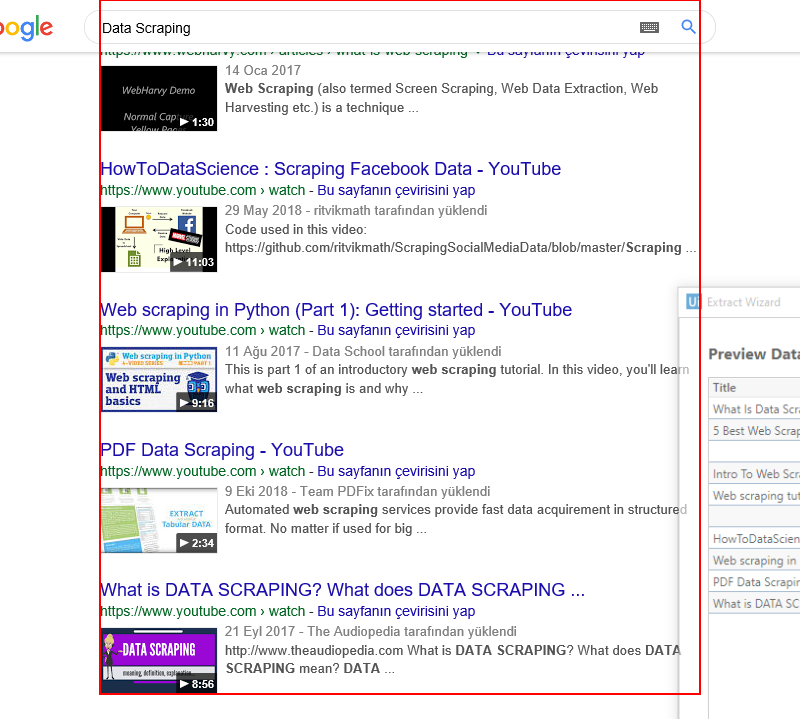 oogle
Data Scraping
https://www.webharvy.com › articles › what-is-web-scraping ▾ Bu sayfanın çevirisini yap
WebHarvy Demo
Normal Capture
Yellow Pages
1:30
14 Oca 2017
Web Scraping (also termed Screen Scraping, Web Data Extraction, Web
Harvesting etc.) is a technique ...
HowToDataScience : Scraping Facebook Data - YouTube
https://www.youtube.com › watch - Bu sayfanın çevirisini yap
High Level
11:03
29 May 2018 - ritvikmath tarafından yüklendi
Code used in this video:
https://github.com/ritvikmath/ScrapingSocialMediaData/blob/master/Scraping ...
Web scraping in Python (Part 1): Getting started - YouTube
https://www.youtube.com › watch - Bu sayfanın çevirisini yap
Web scraping in Python
4-VIDEO SERIES
PART 1
Web scraping
and HTML
basics
9:16
11 Ağu 2017 - Data School tarafından yüklendi
This is part 1 of an introductory web scraping tutorial. In this video, you'll learn
what web scraping is and why ...
PDF Data Scraping - YouTube
https://www.youtube.com › watch - Bu sayfanın çevirisini yap
EXTRACT
Tabular DATA
2:34
9 Eki 2018 - Team PDFix tarafından yüklendi
Automated web scraping services provide fast data acquirement in structured
format. No matter if used for big ...
What is DATA SCRAPING? What does DATA SCRAPING ...
https://www.youtube.com › watch - Bu sayfanın çevirisini yap
DATA SCRAPING
meaning, definition, explanation
8:56
21 Eyl 2017 - The Audiopedia tarafından yüklendi
http://www.theaudiopedia.com What is DATA SCRAPING? What does DATA
SCRAPING mean? DATA ...
Ui Extract Wizard
Preview Data
Title
What Is Data Scra
5 Best Web Scrap
Intro To Web Scra
Web scraping tut
HowToDataScien
Web scraping in
PDF Data Scrapin
What is DATA SC